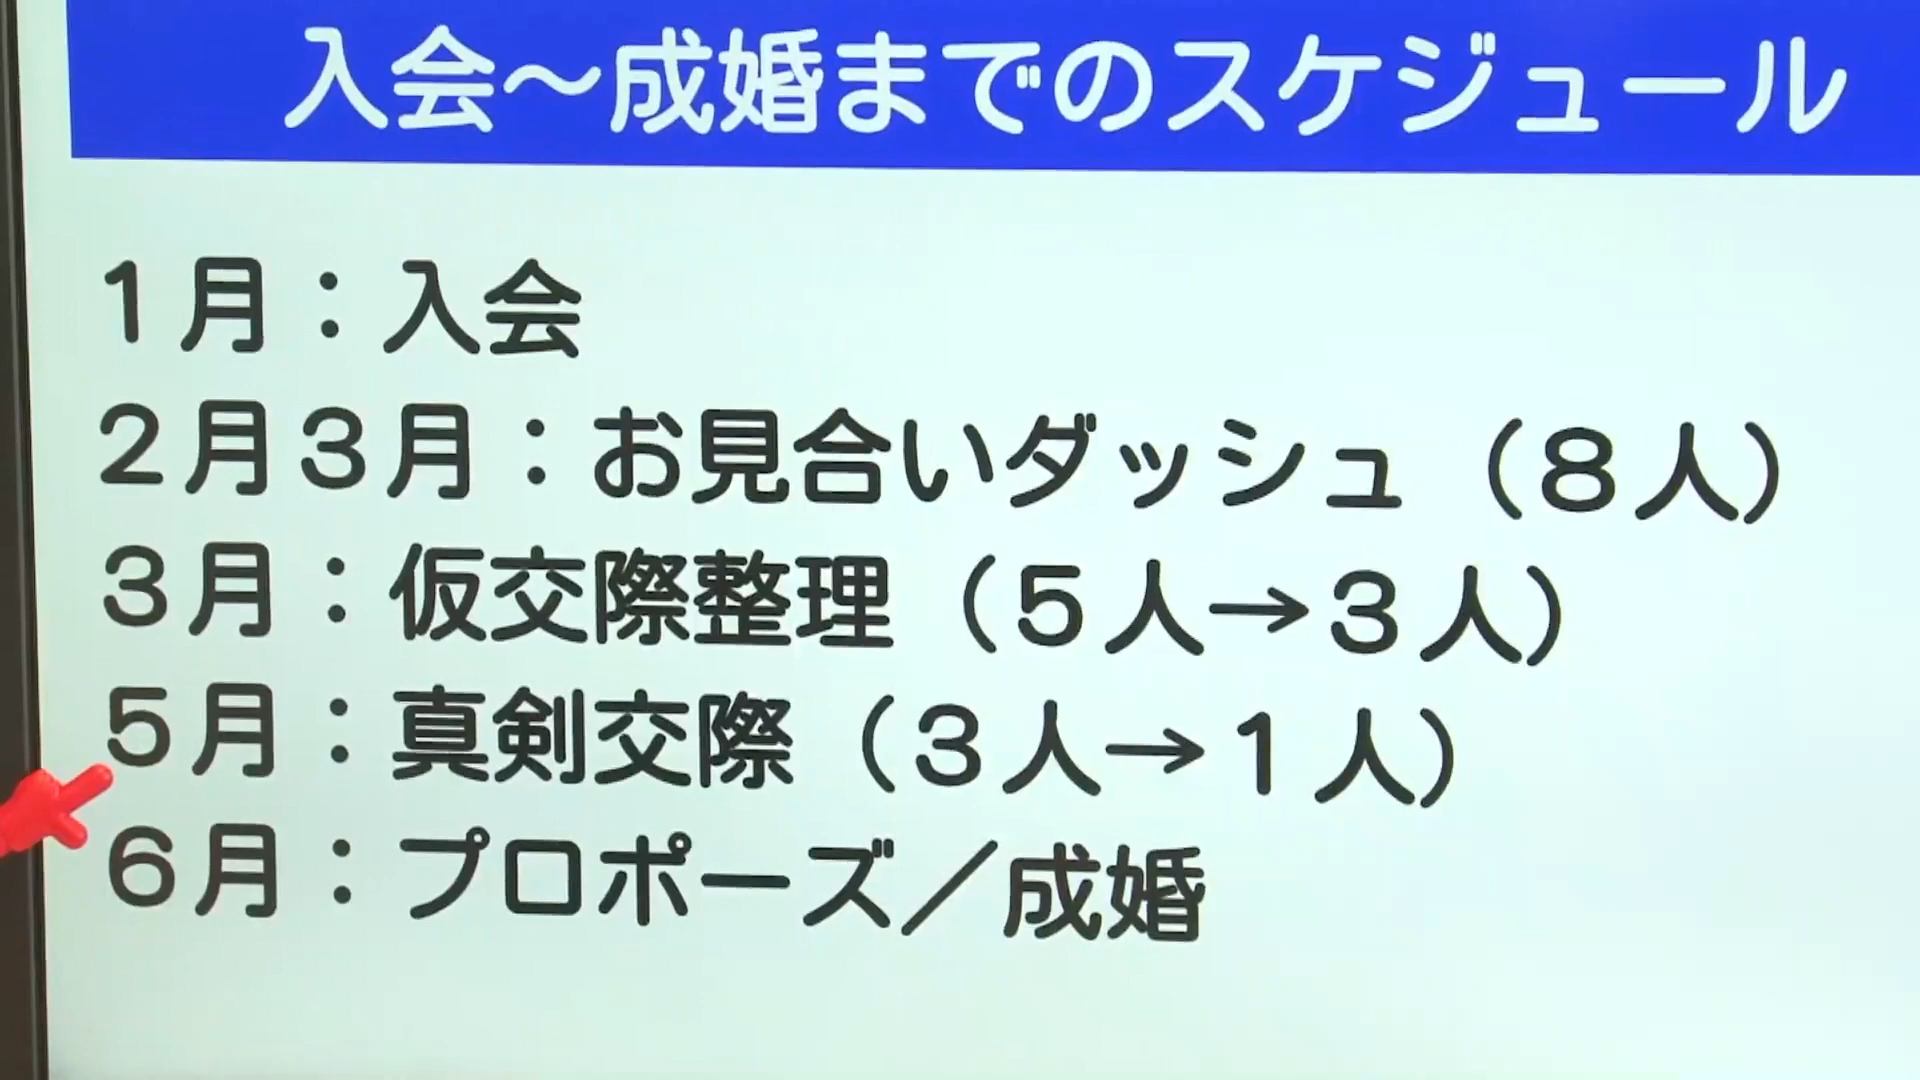 入会～成婚までのスケジュール
１月：入会
２月３月：お見合いダッシュ（８人）
３月：仮交際整理（５人→３人）
５月：真剣交際（３人→１人）
６月：プロポーズ／成婚